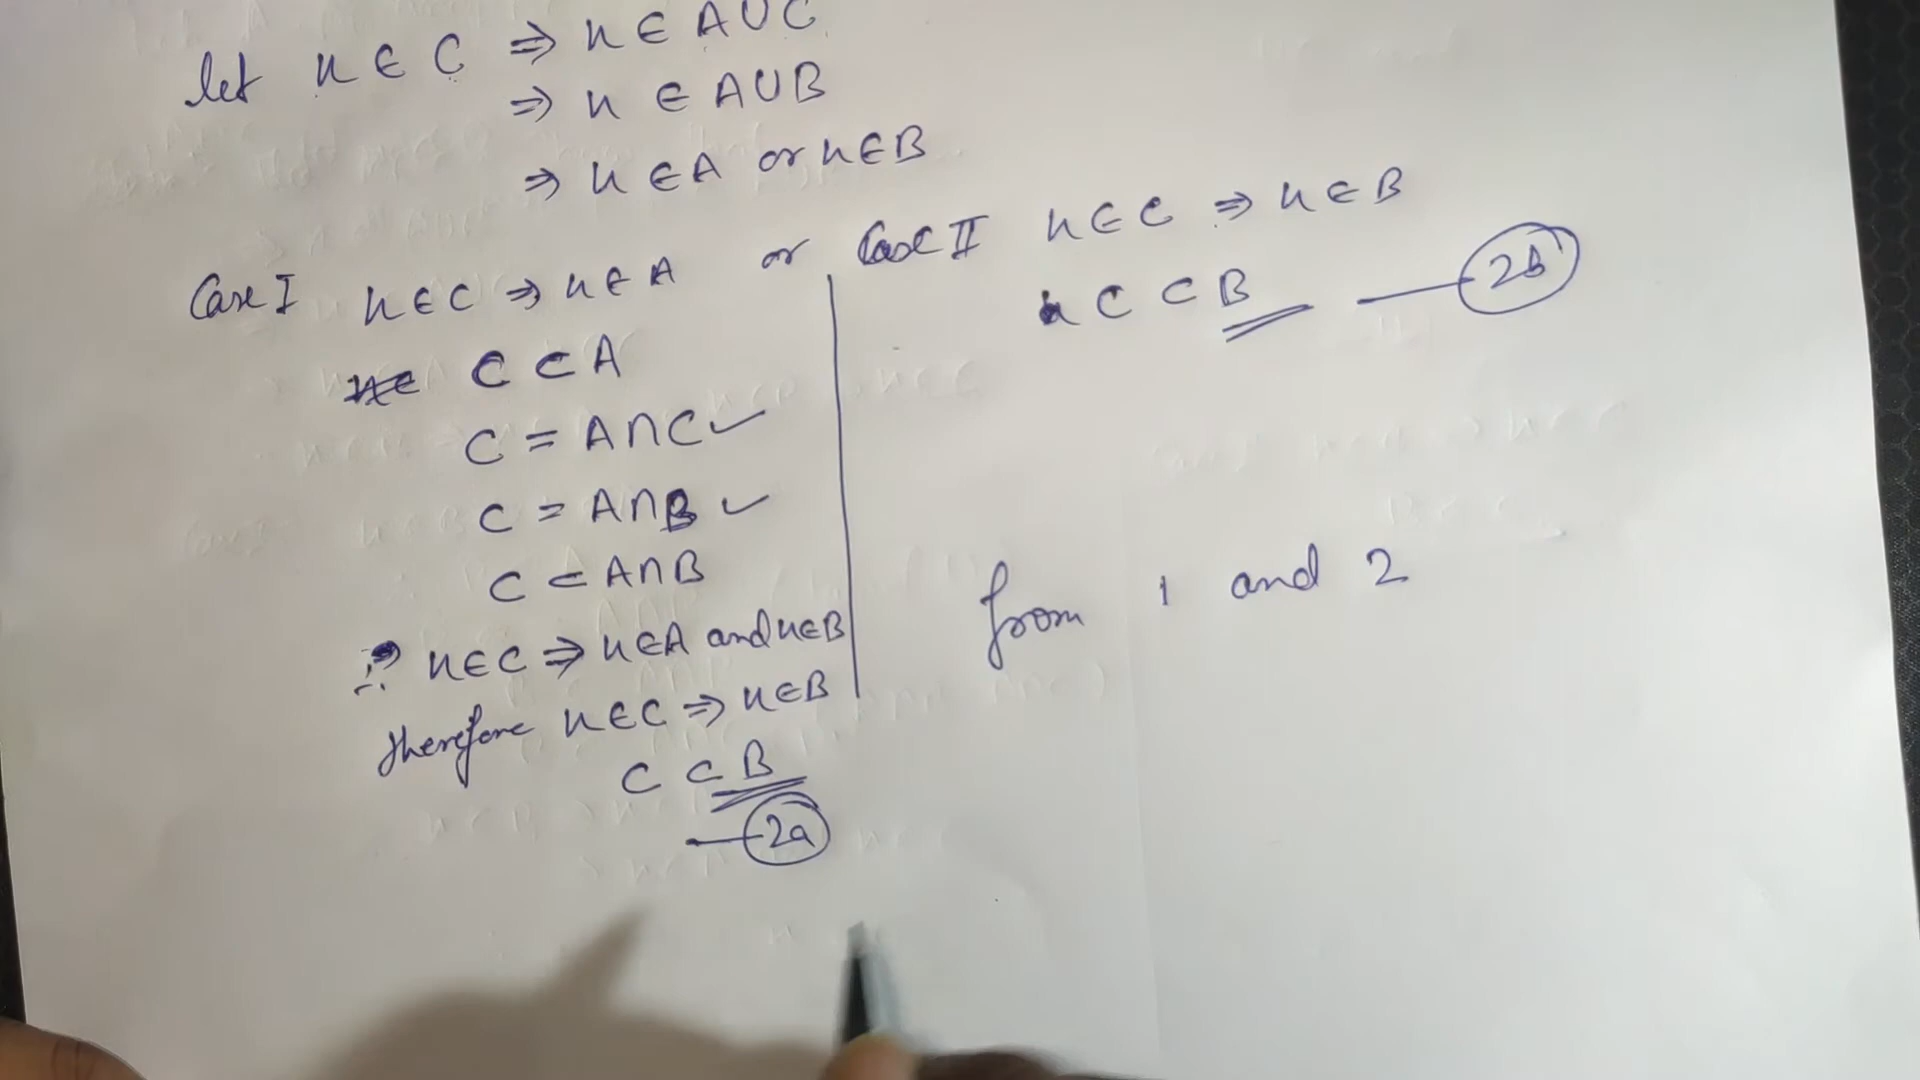 let x ∈ C ⇒ x ∈ A∪C
⇒ x ∈ A∪B
⇒ x ∈ A or x∈B
Case I x∈C ⇒ x∈A or Case II x∈C ⇒ x∈B
C ⊂ A
C ⊂ B — 2b
C = A∩C ✓
C = A∩B ✓
C ⊂ A∩B
∴ x∈C ⇒ x∈A and x∈B
therefore x∈C ⇒ x∈B
C ⊂ B
— 2a
from 1 and 2